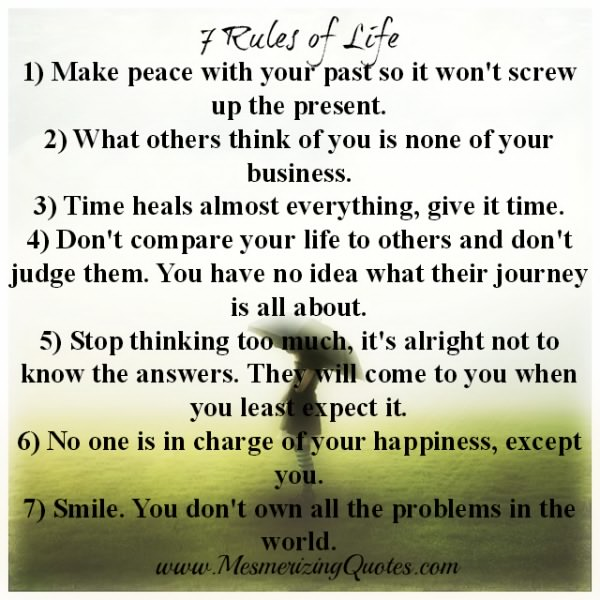 7 Rules of Life
1) Make peace with your past so it won't screw
up the present.
2) What others think of you is none of your
business.
3) Time heals almost everything, give it time.
4) Don't compare your life to others and don't
judge them. You have no idea what their journey
is all about.
5) Stop thinking too much, it's alright not to
know the answers. They will come to you when
you least expect it.
6) No one is in charge of your happiness, except
you.
7) Smile. You don't own all the problems in the
world.
www.MesmerizingQuotes.com